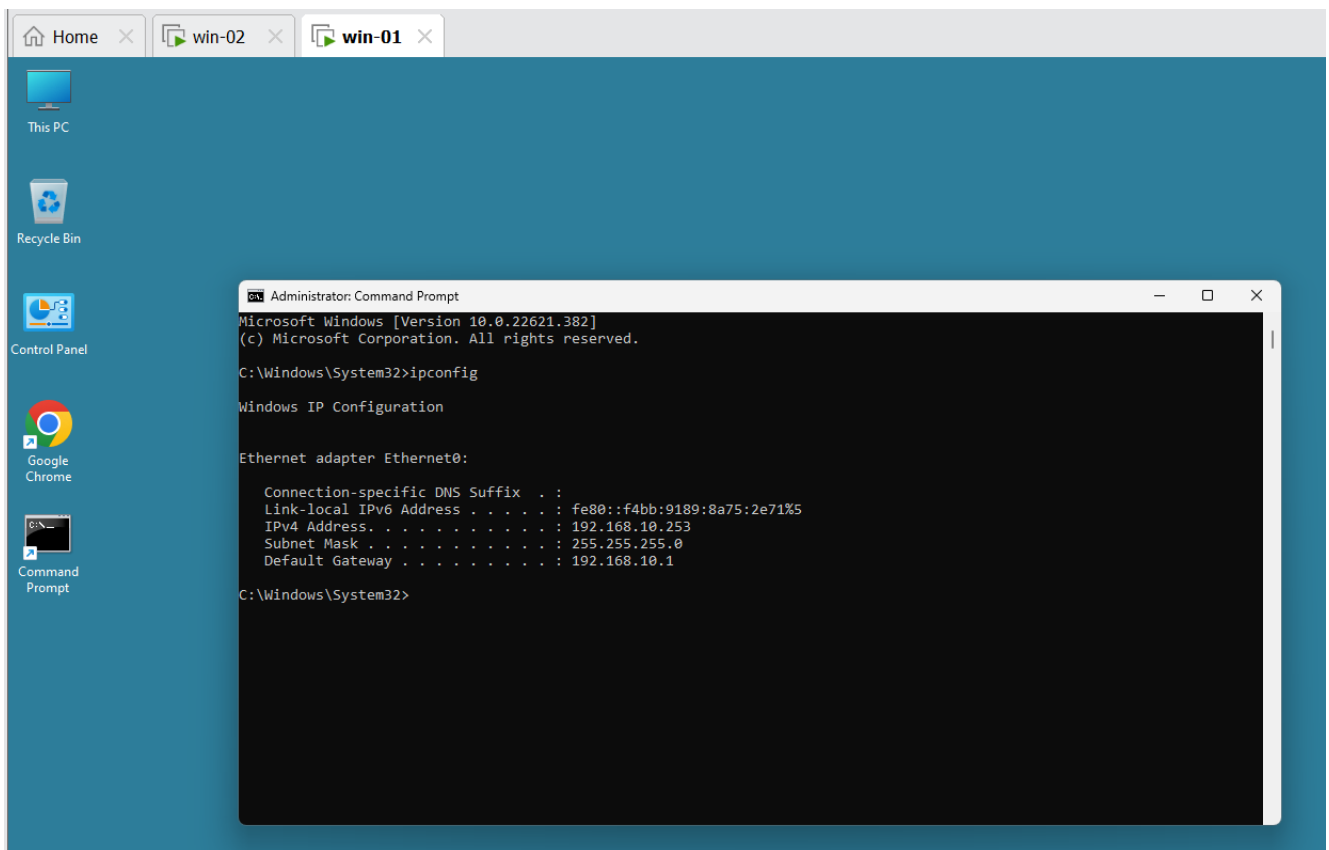 Home
win-02
win-01
This PC
Recycle Bin
Control Panel
Google
Chrome
C:\_
Command
Prompt
C:\.
Administrator: Command Prompt
Microsoft Windows [Version 10.0.22621.382]
(c) Microsoft Corporation. All rights reserved.
C:\Windows\System32>ipconfig
Windows IP Configuration
Ethernet adapter Ethernet0:
Connection-specific DNS Suffix  . :
Link-local IPv6 Address . . . . . : fe80::f4bb:9189:8a75:2e71%5
IPv4 Address. . . . . . . . . . . : 192.168.10.253
Subnet Mask . . . . . . . . . . . : 255.255.255.0
Default Gateway . . . . . . . . . : 192.168.10.1
C:\Windows\System32>